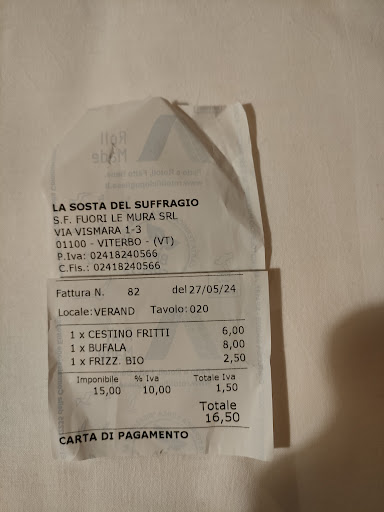 Roll
Made
LA SOSTA DEL SUFFRAGIO
S.F. FUORI LE MURA SRL
VIA VISMARA 1-3
01100 - VITERBO - (VT)
P.Iva: 02418240566
C.Fis.: 02418240566
Fattura N. 82 del 27/05/24
Locale: VERAND Tavolo: 020
1 x CESTINO FRITTI 6,00
1 x BUFALA 8,00
1 x FRIZZ. BIO 2,50
Imponibile % Iva Totale Iva
15,00 10,00 1,50
Totale
16,50
CARTA DI PAGAMENTO